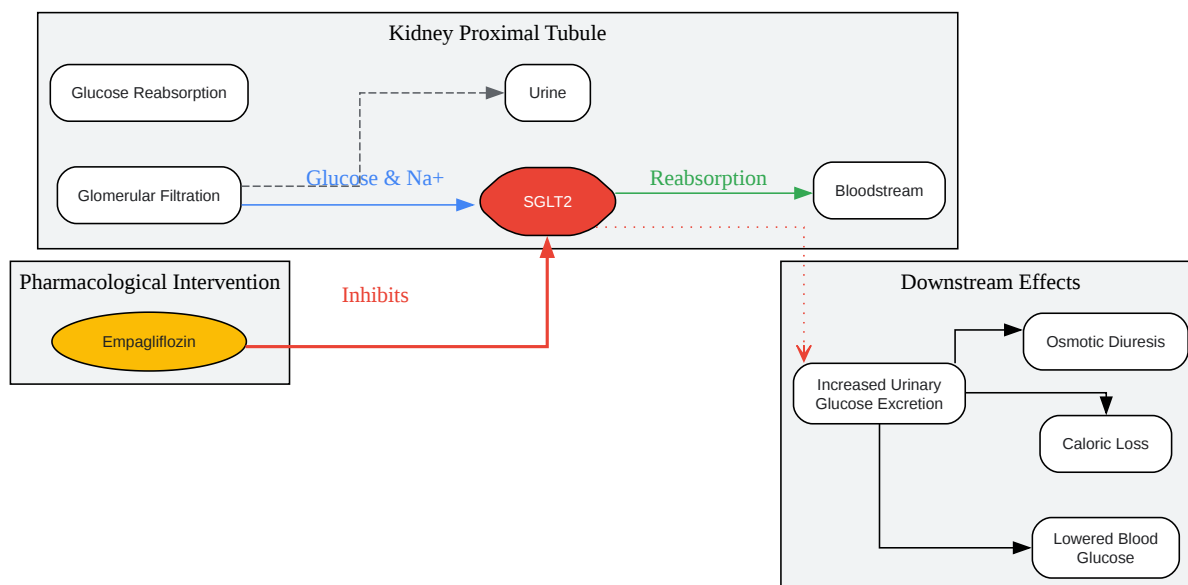 Kidney Proximal Tubule
Glucose Reabsorption
Urine
Glomerular Filtration
Glucose & Na+
SGLT2
Reabsorption
Bloodstream
Pharmacological Intervention
Empagliflozin
Inhibits
Downstream Effects
Osmotic Diuresis
Increased Urinary
Glucose Excretion
Caloric Loss
Lowered Blood
Glucose